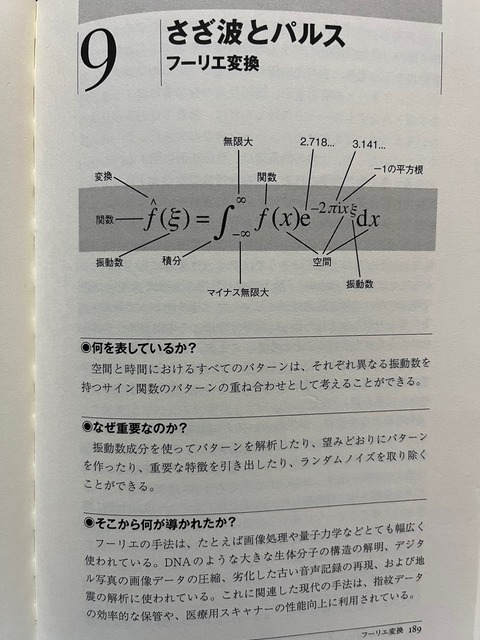 9
さざ波とパルス
フーリエ変換
無限大
2.718...
3.141...
変換
関数
−1の平方根
関数
f̂(ξ) = ∫_{−∞}^{∞} f(x)e^{−2πixξ}dx
振動数
積分
空間
振動数
マイナス無限大
◉何を表しているか?
空間と時間におけるすべてのパターンは、それぞれ異なる振動数を
持つサイン関数のパターンの重ね合わせとして考えることができる。
◉なぜ重要なのか?
振動数成分を使ってパターンを解析したり、望みどおりにパターン
を作ったり、重要な特徴を引き出したり、ランダムノイズを取り除く
ことができる。
◉そこから何が導かれたか?
フーリエの手法は、たとえば画像処理や量子力学などとても幅広く
使われている。DNAのような大きな生体分子の構造の解明、デジタ
ル写真の画像データの圧縮、劣化した古い音声記録の再現、および地
震の解析に使われている。これに関連した現代の手法は、指紋データ
の効率的な保管や、医療用スキャナーの性能向上に利用されている。
フーリエ変換 189